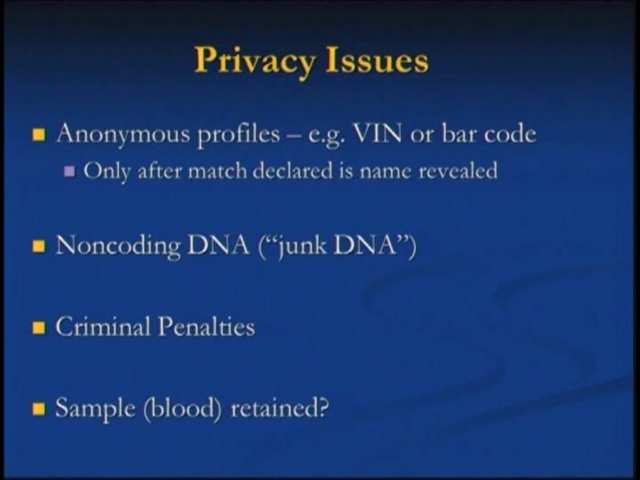 Privacy Issues
Anonymous profiles – e.g. VIN or bar code
Only after match declared is name revealed
Noncoding DNA (“junk DNA”)
Criminal Penalties
Sample (blood) retained?